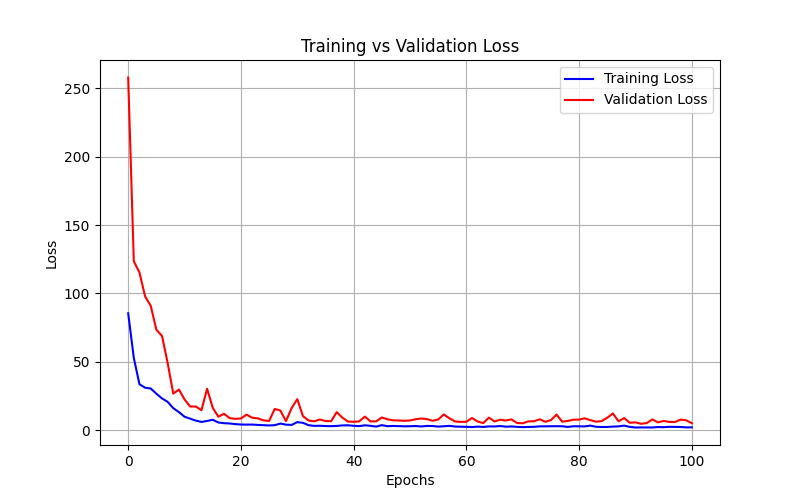 Training vs Validation Loss
Training Loss
Validation Loss
Loss
250
200
150
100
50
0
0 20 40 60 80 100
Epochs